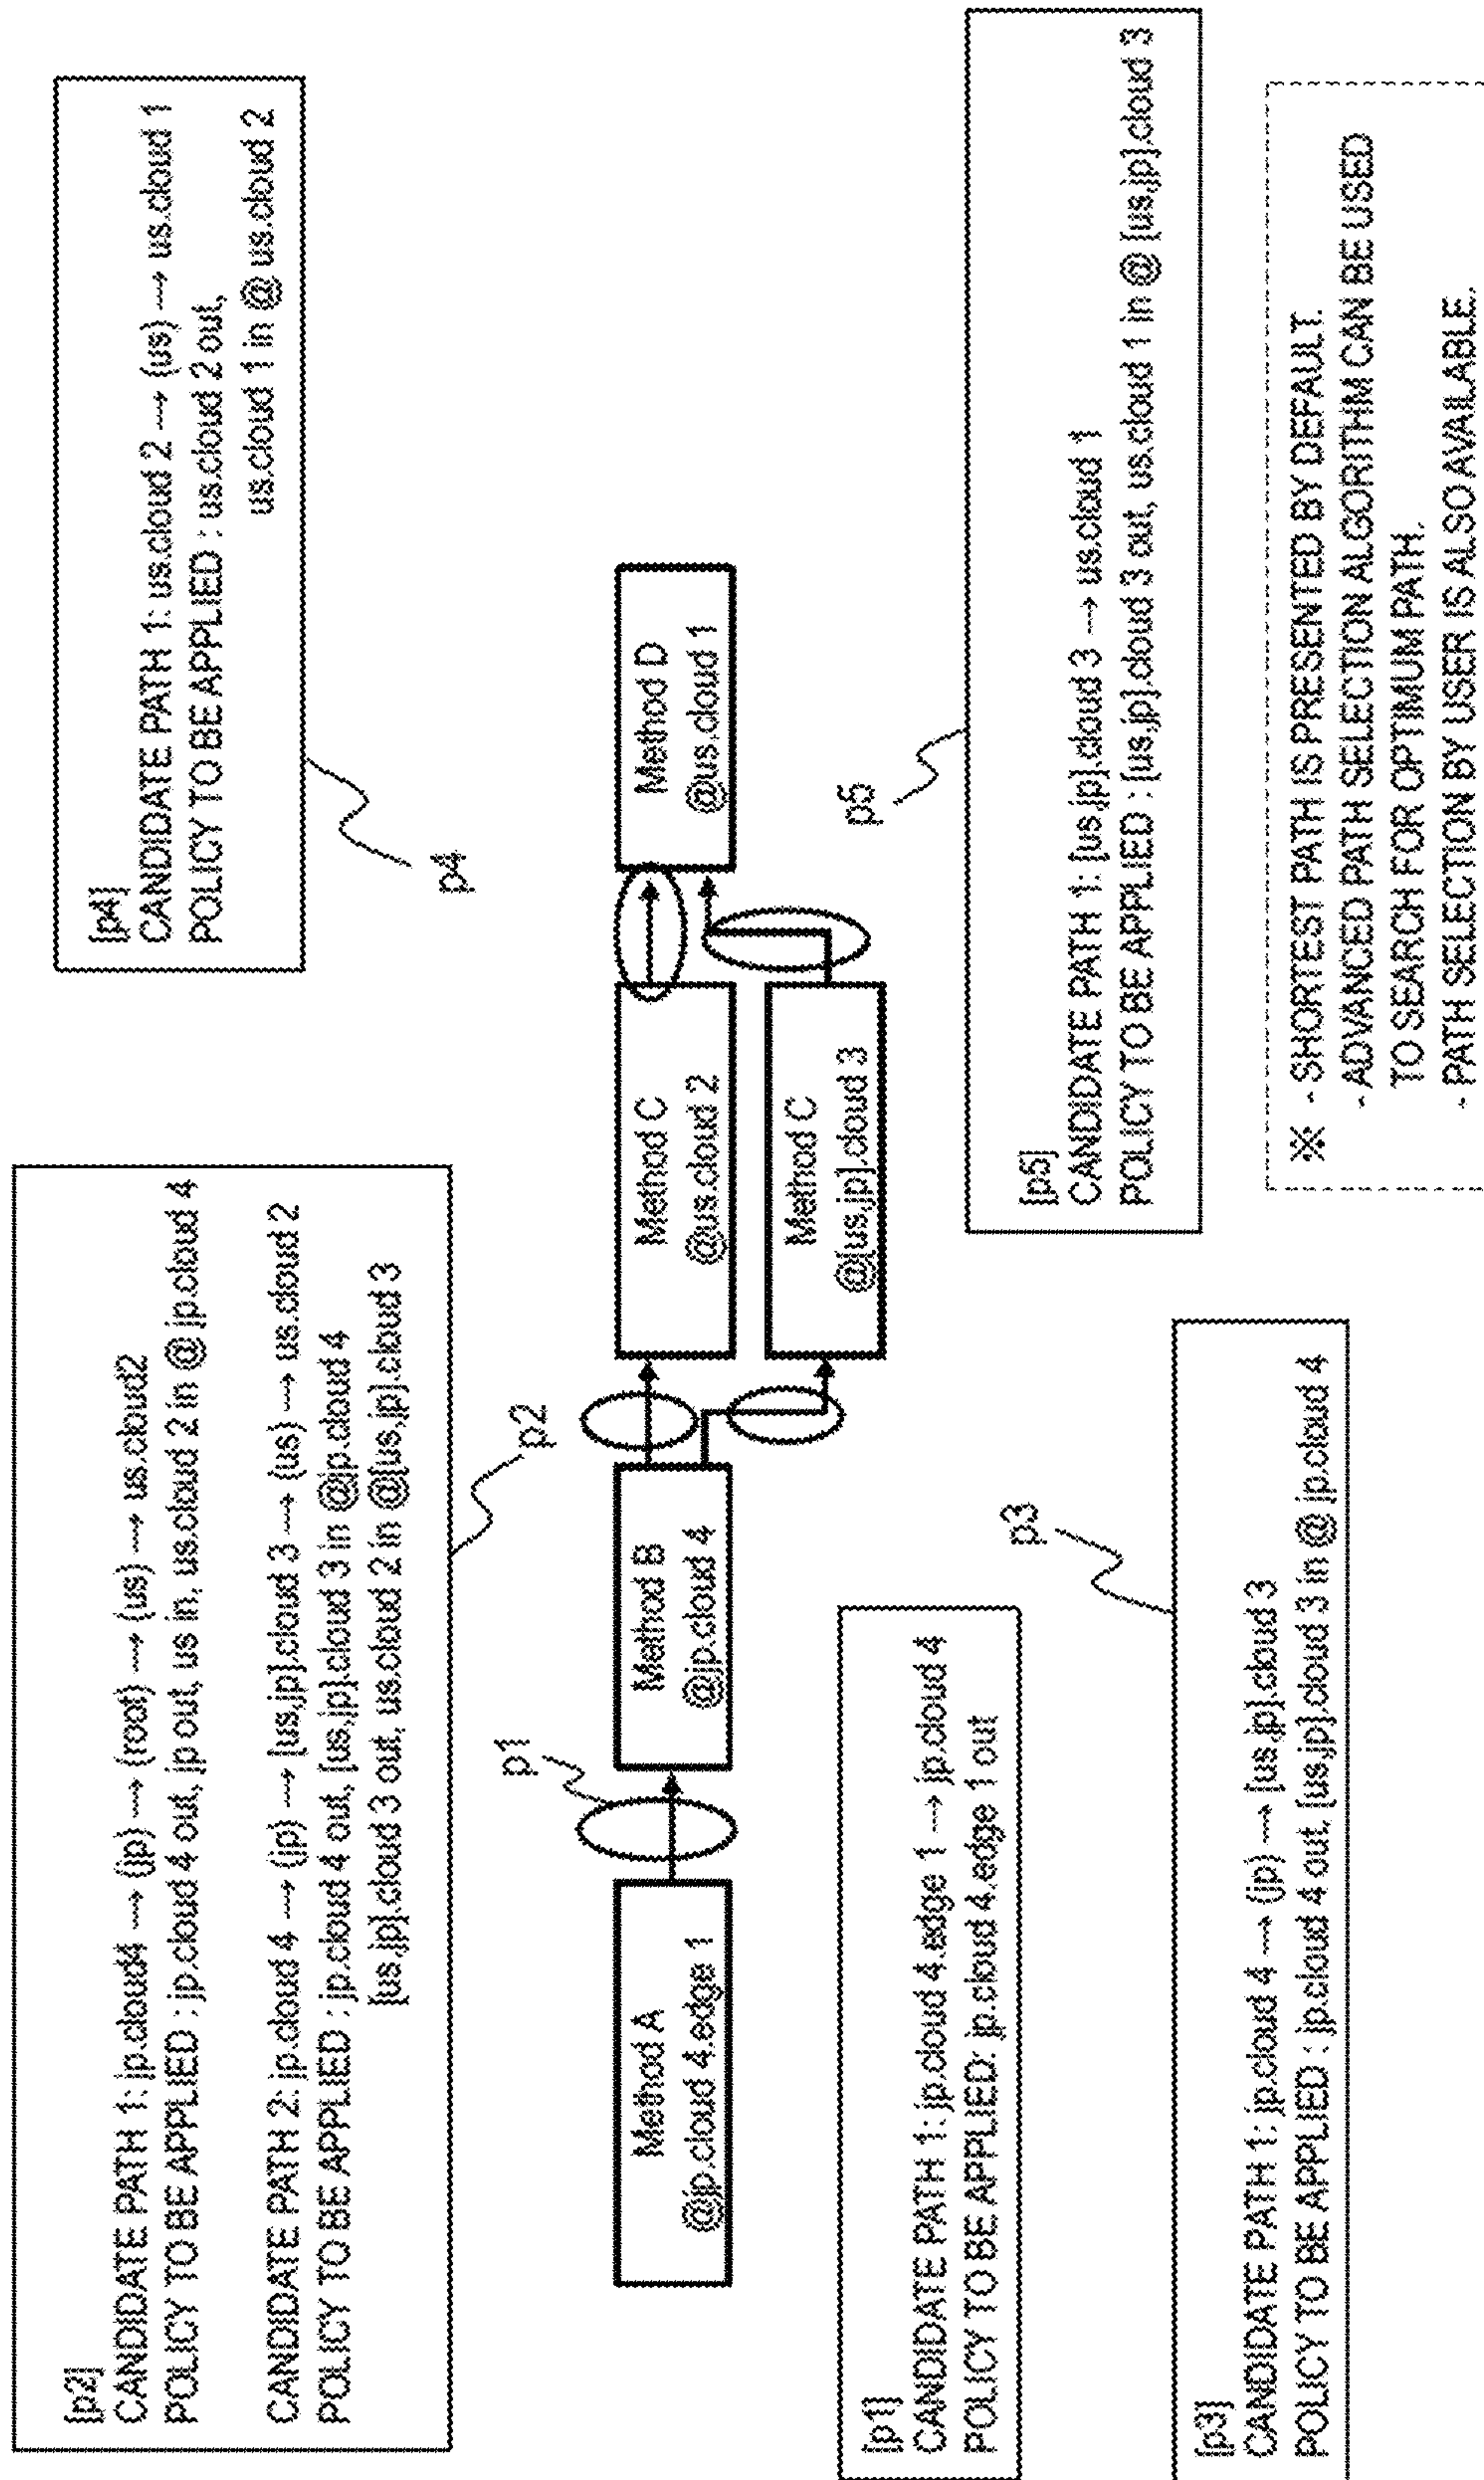 [p2]
CANDIDATE PATH 1: jp.cloud4 → (jp) → (root) → (us) → us.cloud2
POLICY TO BE APPLIED : jp.cloud 4 out, jp out, us in, us.cloud 2 in @ jp.cloud 4
CANDIDATE PATH 2: jp.cloud 4 → (jp) → [us,jp].cloud 3 → (us) → us.cloud 2
POLICY TO BE APPLIED : jp.cloud 4 out, [us,jp].cloud 3 in @jp.cloud 4
[us,jp].cloud 3 out, us.cloud 2 in @[us,jp].cloud 3
[p4]
CANDIDATE PATH 1: us.cloud 2 → (us) → us.cloud 1
POLICY TO BE APPLIED : us.cloud 2 out,
us.cloud 1 in @ us.cloud 2
p1
p2
p4
Method A
@jp.cloud 4.edge 1
Method B
@jp.cloud 4
Method C
@us.cloud 2
Method C
@[us,jp].cloud 3
Method D
@us.cloud 1
[p1]
CANDIDATE PATH 1: jp.cloud 4.edge 1 → jp.cloud 4
POLICY TO BE APPLIED: jp.cloud 4.edge 1 out
p3
p5
[p5]
CANDIDATE PATH 1: [us,jp].cloud 3 → us.cloud 1
POLICY TO BE APPLIED : [us,jp].cloud 3 out, us.cloud 1 in @ [us,jp].cloud 3
[p3]
CANDIDATE PATH 1: jp.cloud 4 → (jp) → [us,jp].cloud 3
POLICY TO BE APPLIED : jp.cloud 4 out, [us,jp].cloud 3 in @ jp.cloud 4
※ - SHORTEST PATH IS PRESENTED BY DEFAULT.
- ADVANCED PATH SELECTION ALGORITHM CAN BE USED
TO SEARCH FOR OPTIMUM PATH.
- PATH SELECTION BY USER IS ALSO AVAILABLE.